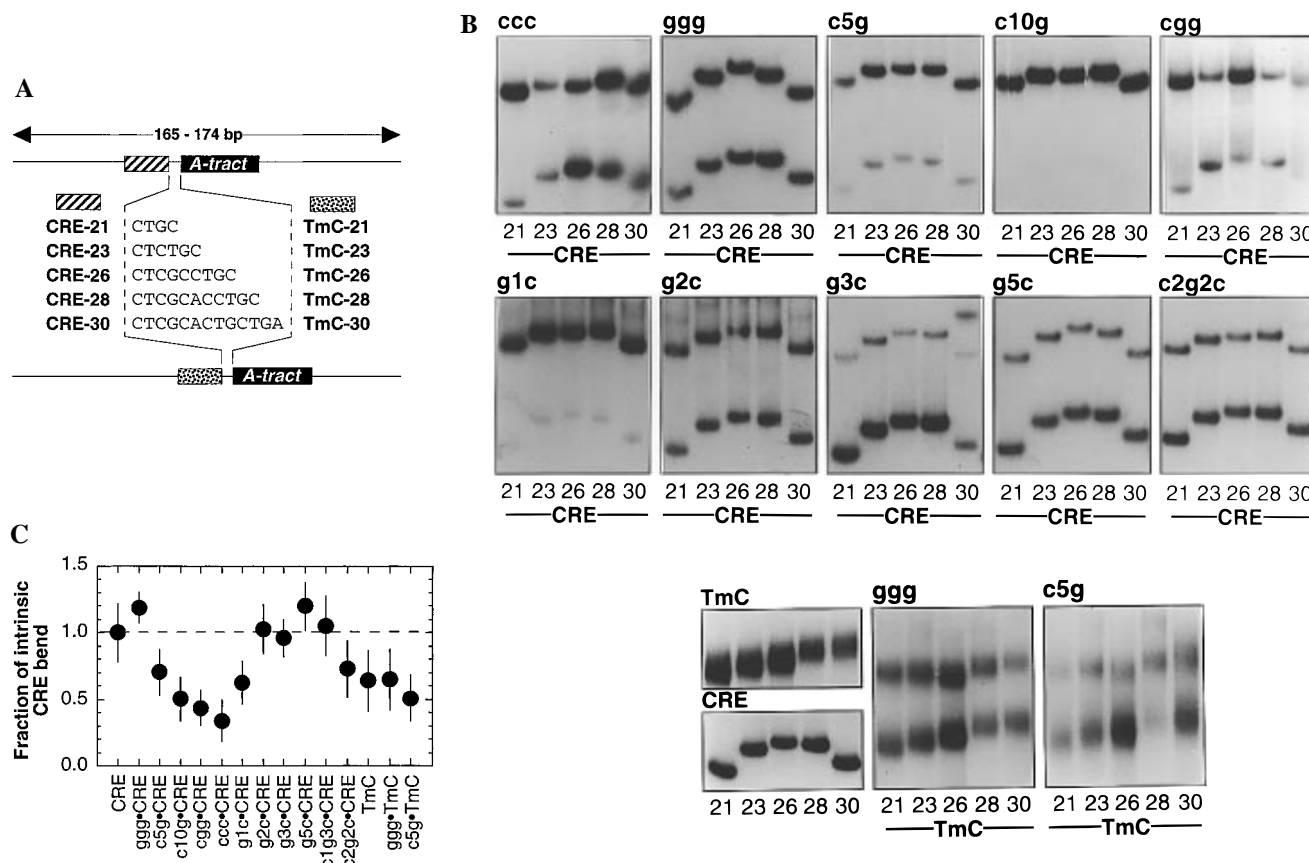 A
165 - 174 bp
A-tract
CRE-21 CTGC TmC-21
CRE-23 CTCTGC TmC-23
CRE-26 CTCGCCTGC TmC-26
CRE-28 CTCGCACCTGC TmC-28
CRE-30 CTCGCACTGCTGA TmC-30
A-tract
B
ccc ggg c5g c10g cgg
21 23 26 28 30 21 23 26 28 30 21 23 26 28 30 21 23 26 28 30 21 23 26 28 30
CRE CRE CRE CRE CRE
g1c g2c g3c g5c c2g2c
21 23 26 28 30 21 23 26 28 30 21 23 26 28 30 21 23 26 28 30 21 23 26 28 30
CRE CRE CRE CRE CRE
TmC ggg c5g
CRE
21 23 26 28 30 21 23 26 28 30 21 23 26 28 30
TmC TmC
C
Fraction of intrinsic
CRE bend
1.5
1.0
0.5
0.0
CRE
ggg•CRE
c5g•CRE
c10g•CRE
cgg•CRE
ccc•CRE
g1c•CRE
g2c•CRE
g3c•CRE
g5c•CRE
c1g3c•CRE
c2g2c•CRE
TmC
ggg•TmC
c5g•TmC